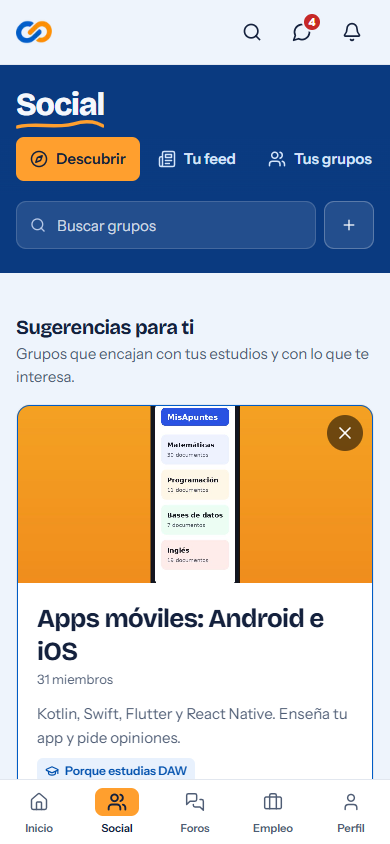 4
Social
Descubrir
Tu feed
Tus grupos
Buscar grupos
Sugerencias para ti
Grupos que encajan con tus estudios y con lo que te
interesa.
MisApuntes
Matemáticas
30 documentos
Programación
12 documentos
Bases de datos
7 documentos
Inglés
Apps móviles: Android e
iOS
31 miembros
Kotlin, Swift, Flutter y React Native. Enseña tu
app y pide opiniones.
Porque estudias DAW
Inicio
Social
Foros
Empleo
Perfil